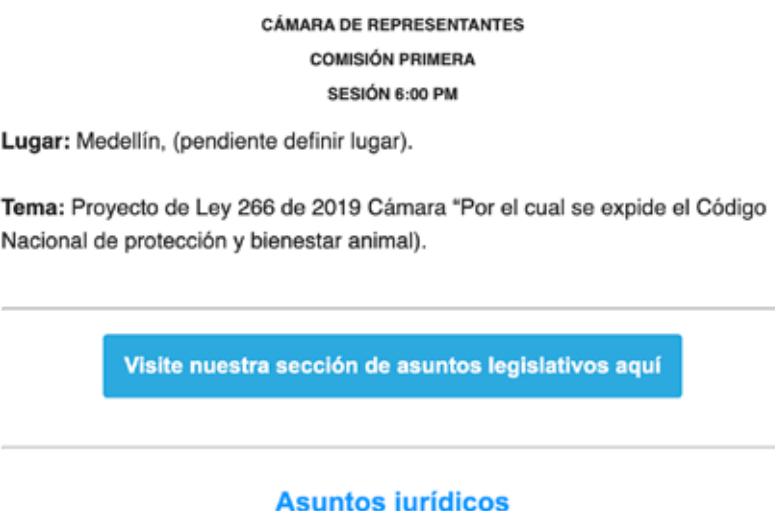 CÁMARA DE REPRESENTANTES
COMISIÓN PRIMERA
SESIÓN 6:00 PM
Lugar: Medellín, (pendiente definir lugar).
Tema: Proyecto de Ley 266 de 2019 Cámara “Por el cual se expide el Código
Nacional de protección y bienestar animal).
Visite nuestra sección de asuntos legislativos aquí
Asuntos jurídicos